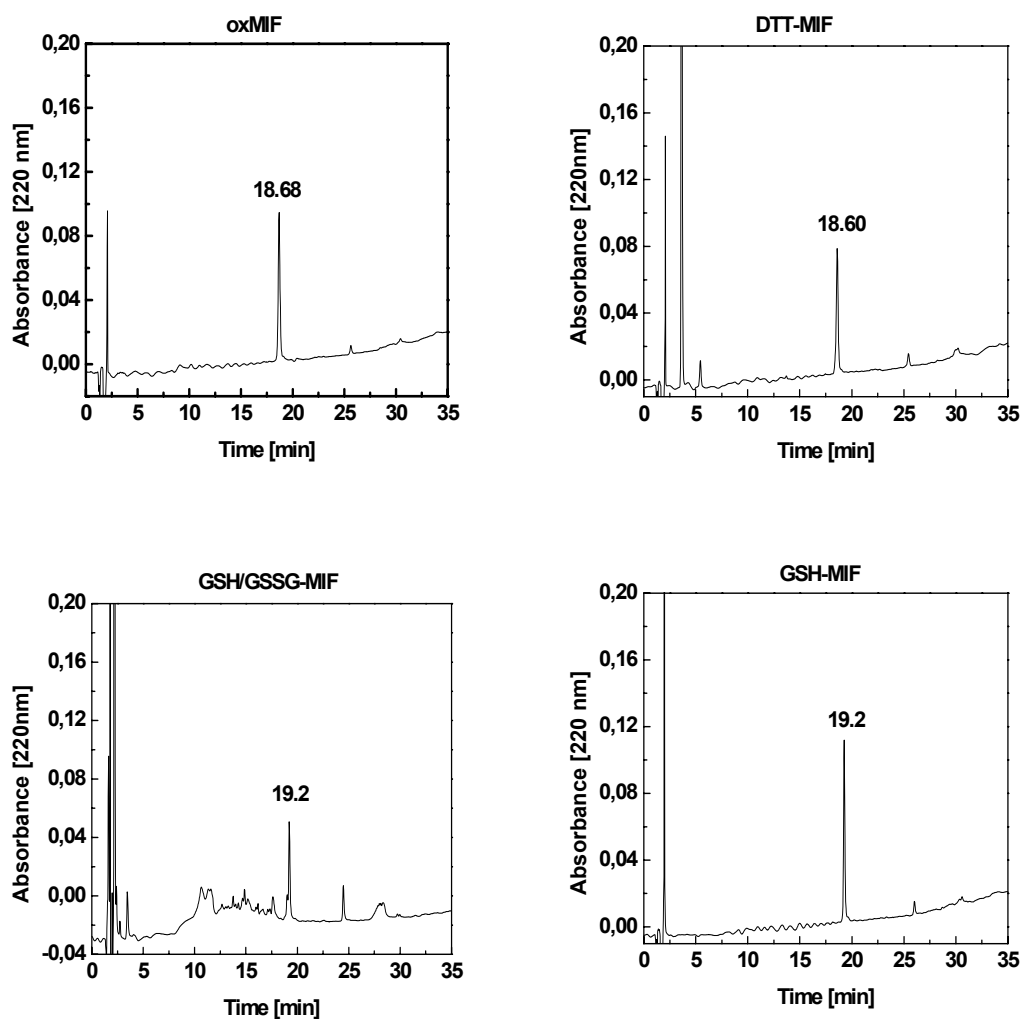 oxMIF
0,20
0,16
0,12
0,08
0,04
0,00
Absorbance [220 nm]
18.68
0 5 10 15 20 25 30 35
Time [min]
DTT-MIF
0,20
0,16
0,12
0,08
0,04
0,00
Absorbance [220nm]
18.60
0 5 10 15 20 25 30 35
Time [min]
GSH/GSSG-MIF
0,20
0,16
0,12
0,08
0,04
0,00
-0.04
Absorbance [220nm]
19.2
0 5 10 15 20 25 30 35
Time [min]
GSH-MIF
0,20
0,16
0,12
0,08
0,04
0,00
Absorbance [220 nm]
19.2
0 5 10 15 20 25 30 35
Time [min]